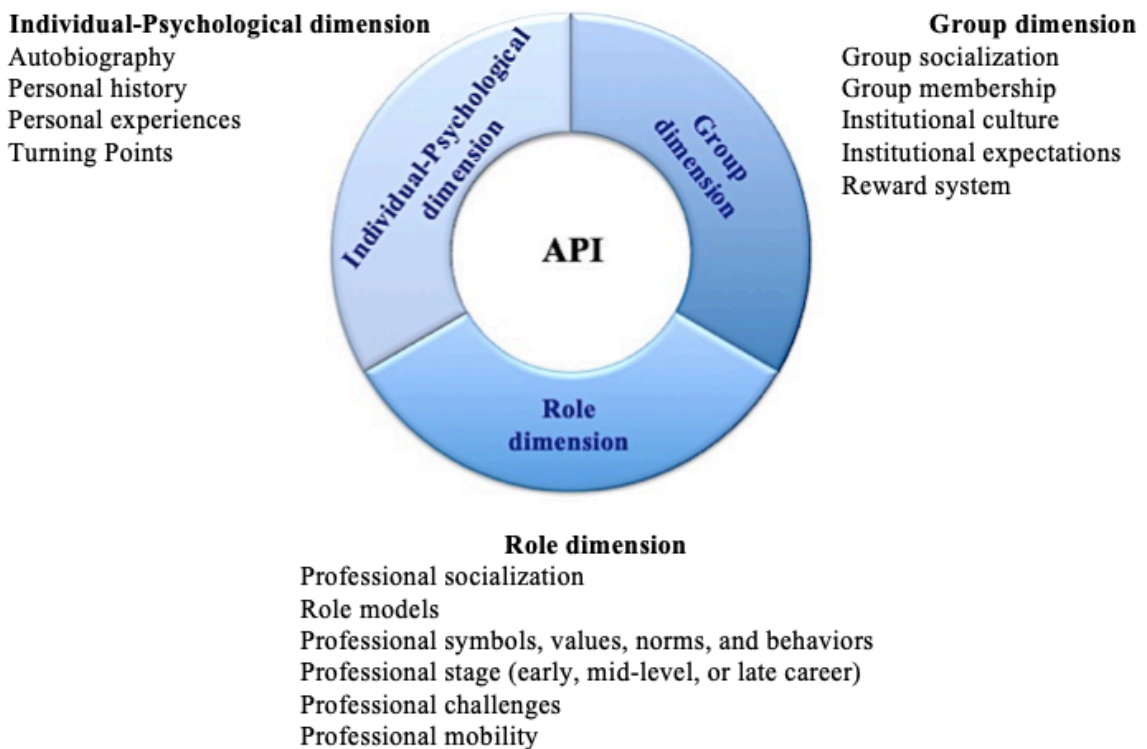 Individual-Psychological dimension
Autobiography
Personal history
Personal experiences
Turning Points
Group dimension
Group socialization
Group membership
Institutional culture
Institutional expectations
Reward system
Individual-Psychological
dimension
Group
dimension
API
Role
dimension
Role dimension
Professional socialization
Role models
Professional symbols, values, norms, and behaviors
Professional stage (early, mid-level, or late career)
Professional challenges
Professional mobility